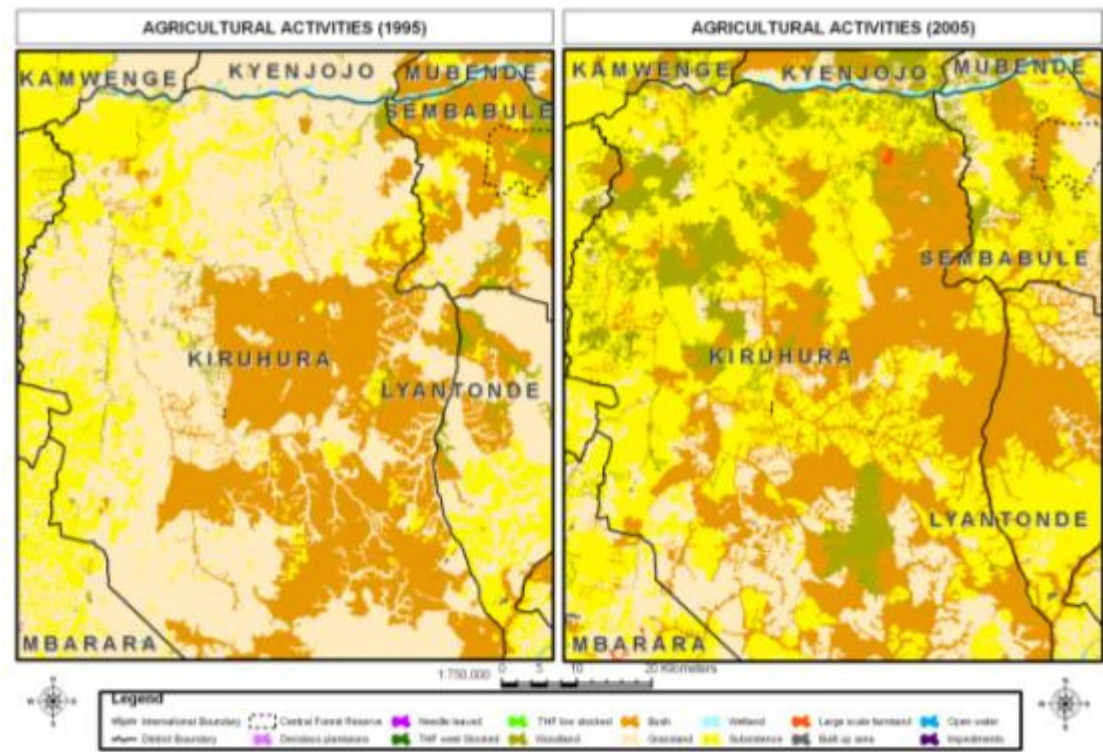 AGRICULTURAL ACTIVITIES (1995)
AGRICULTURAL ACTIVITIES (2005)
KAMWENGE
KYENJOJO
MUBENDE
SEMBABULE
KIRUHURA
LYANTONDE
MBARARA
KAMWENGE
KYENJOJO
MUBENDE
SEMBABULE
KIRUHURA
LYANTONDE
MBARARA
1:750,000 0 5 10 20 Kilometers
Legend
International Boundary Central Forest Reserve Needle leaved THF low stocked Bush Wetland Large scale farmland Open water
District Boundary THF Stocked Woodland Grassland Subsistence Built up area Impediments